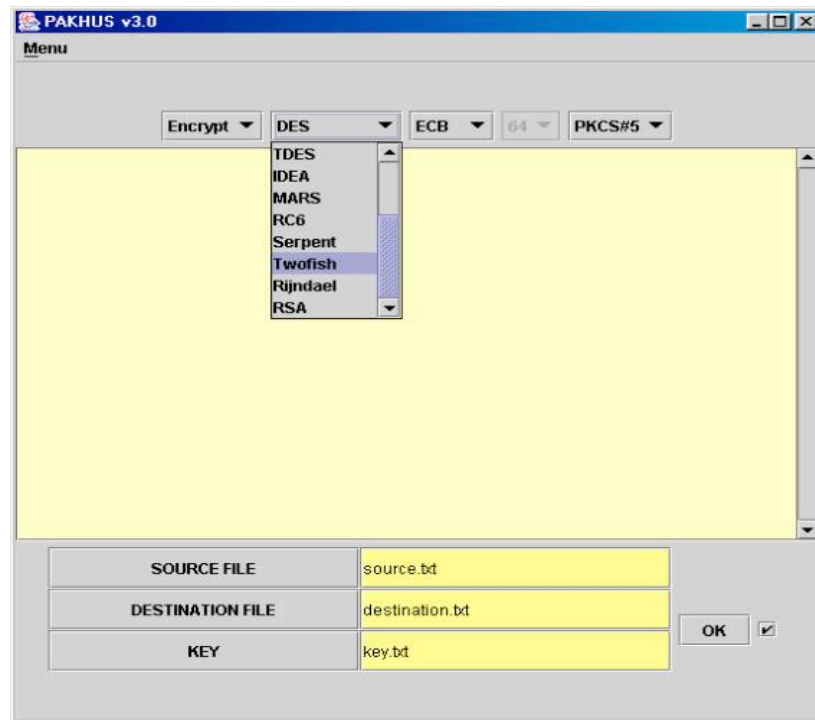 PAKHUS v3.0
Menu
Encrypt DES ECB 64 PKCS#5
TDES
IDEA
MARS
RC6
Serpent
Twofish
Rijndael
RSA
SOURCE FILE source.txt
DESTINATION FILE destination.txt
OK
KEY key.txt